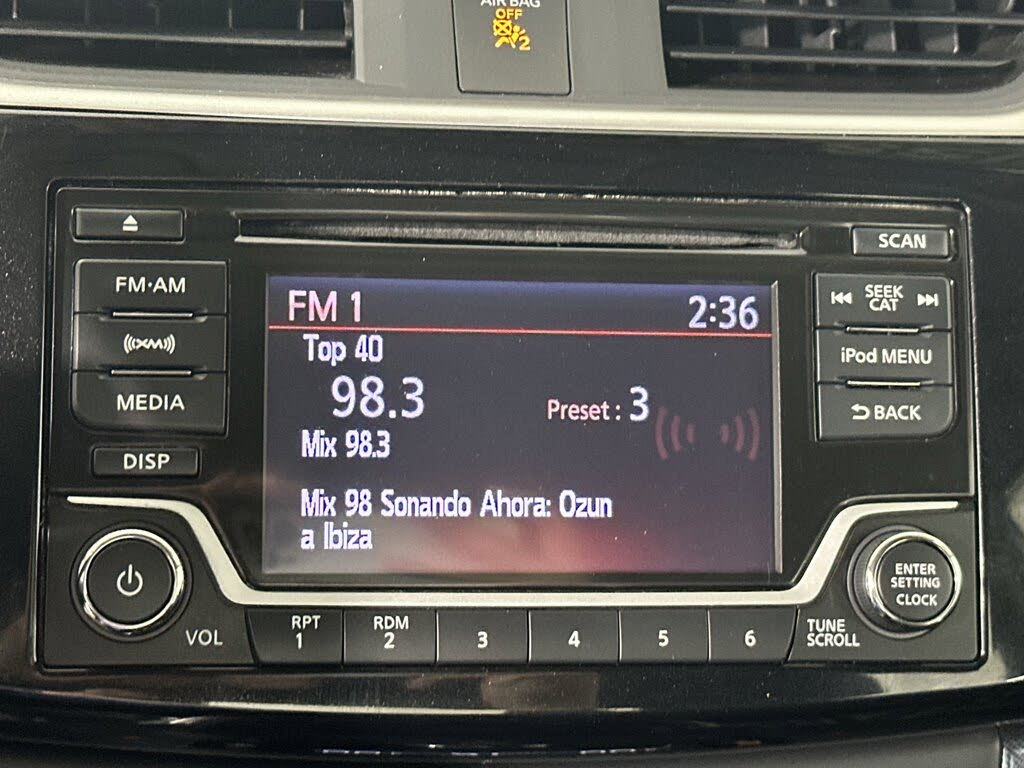 AIR BAG
OFF
2
SCAN
FM·AM
SEEK
CAT
XM
iPod MENU
MEDIA
BACK
DISP
FM 1 2:36
Top 40
98.3 Preset : 3
Mix 98.3
Mix 98 Sonando Ahora: Ozun
a Ibiza
ENTER
SETTING
CLOCK
VOL
RPT
1
RDM
2
3
4
5
6
TUNE
SCROLL